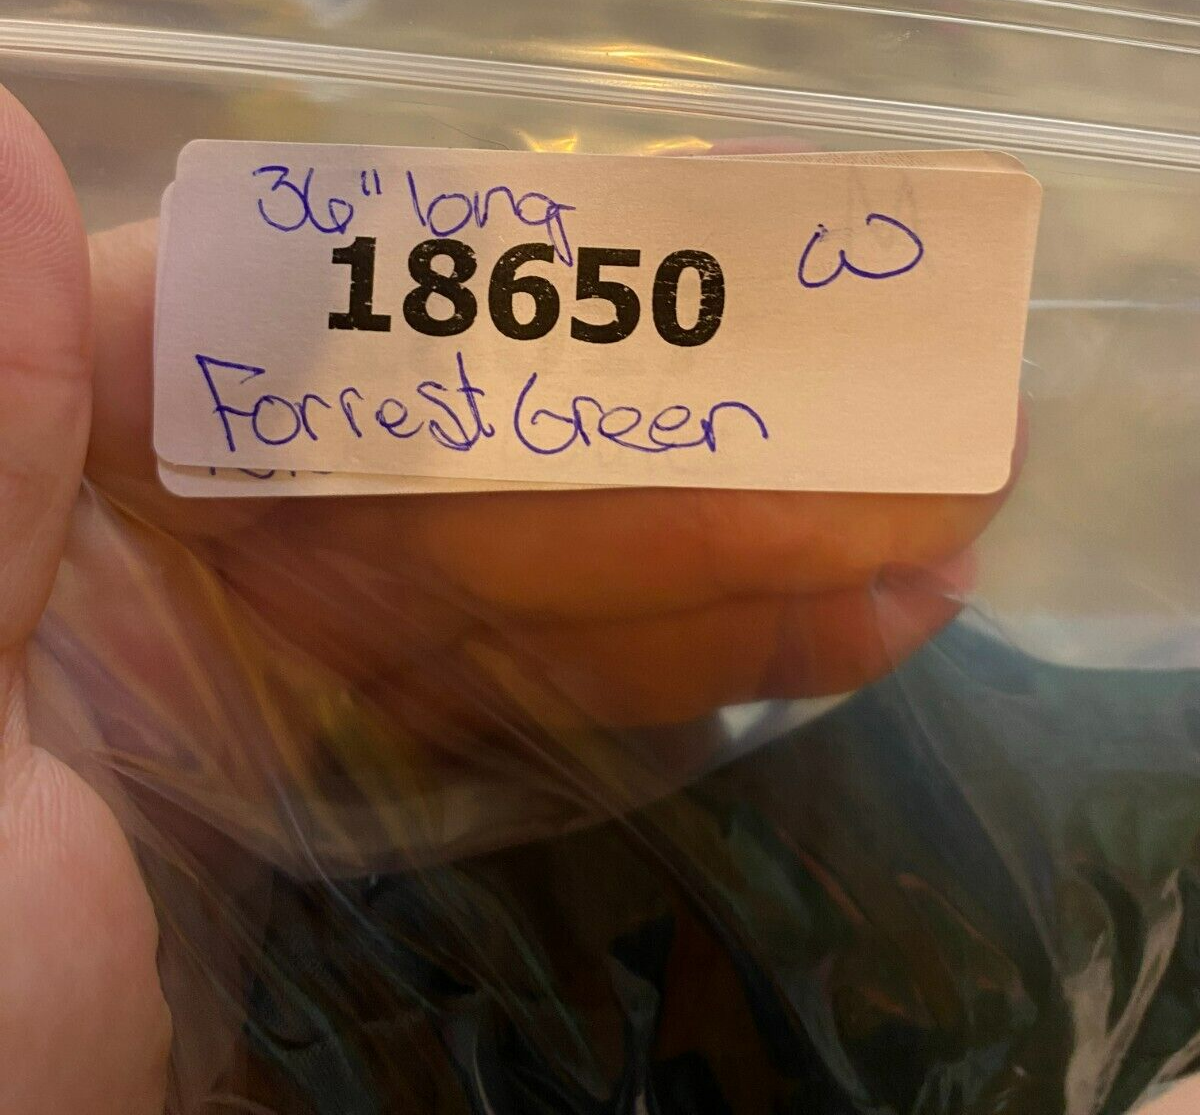 36" long
18650
ω
Forrest Green